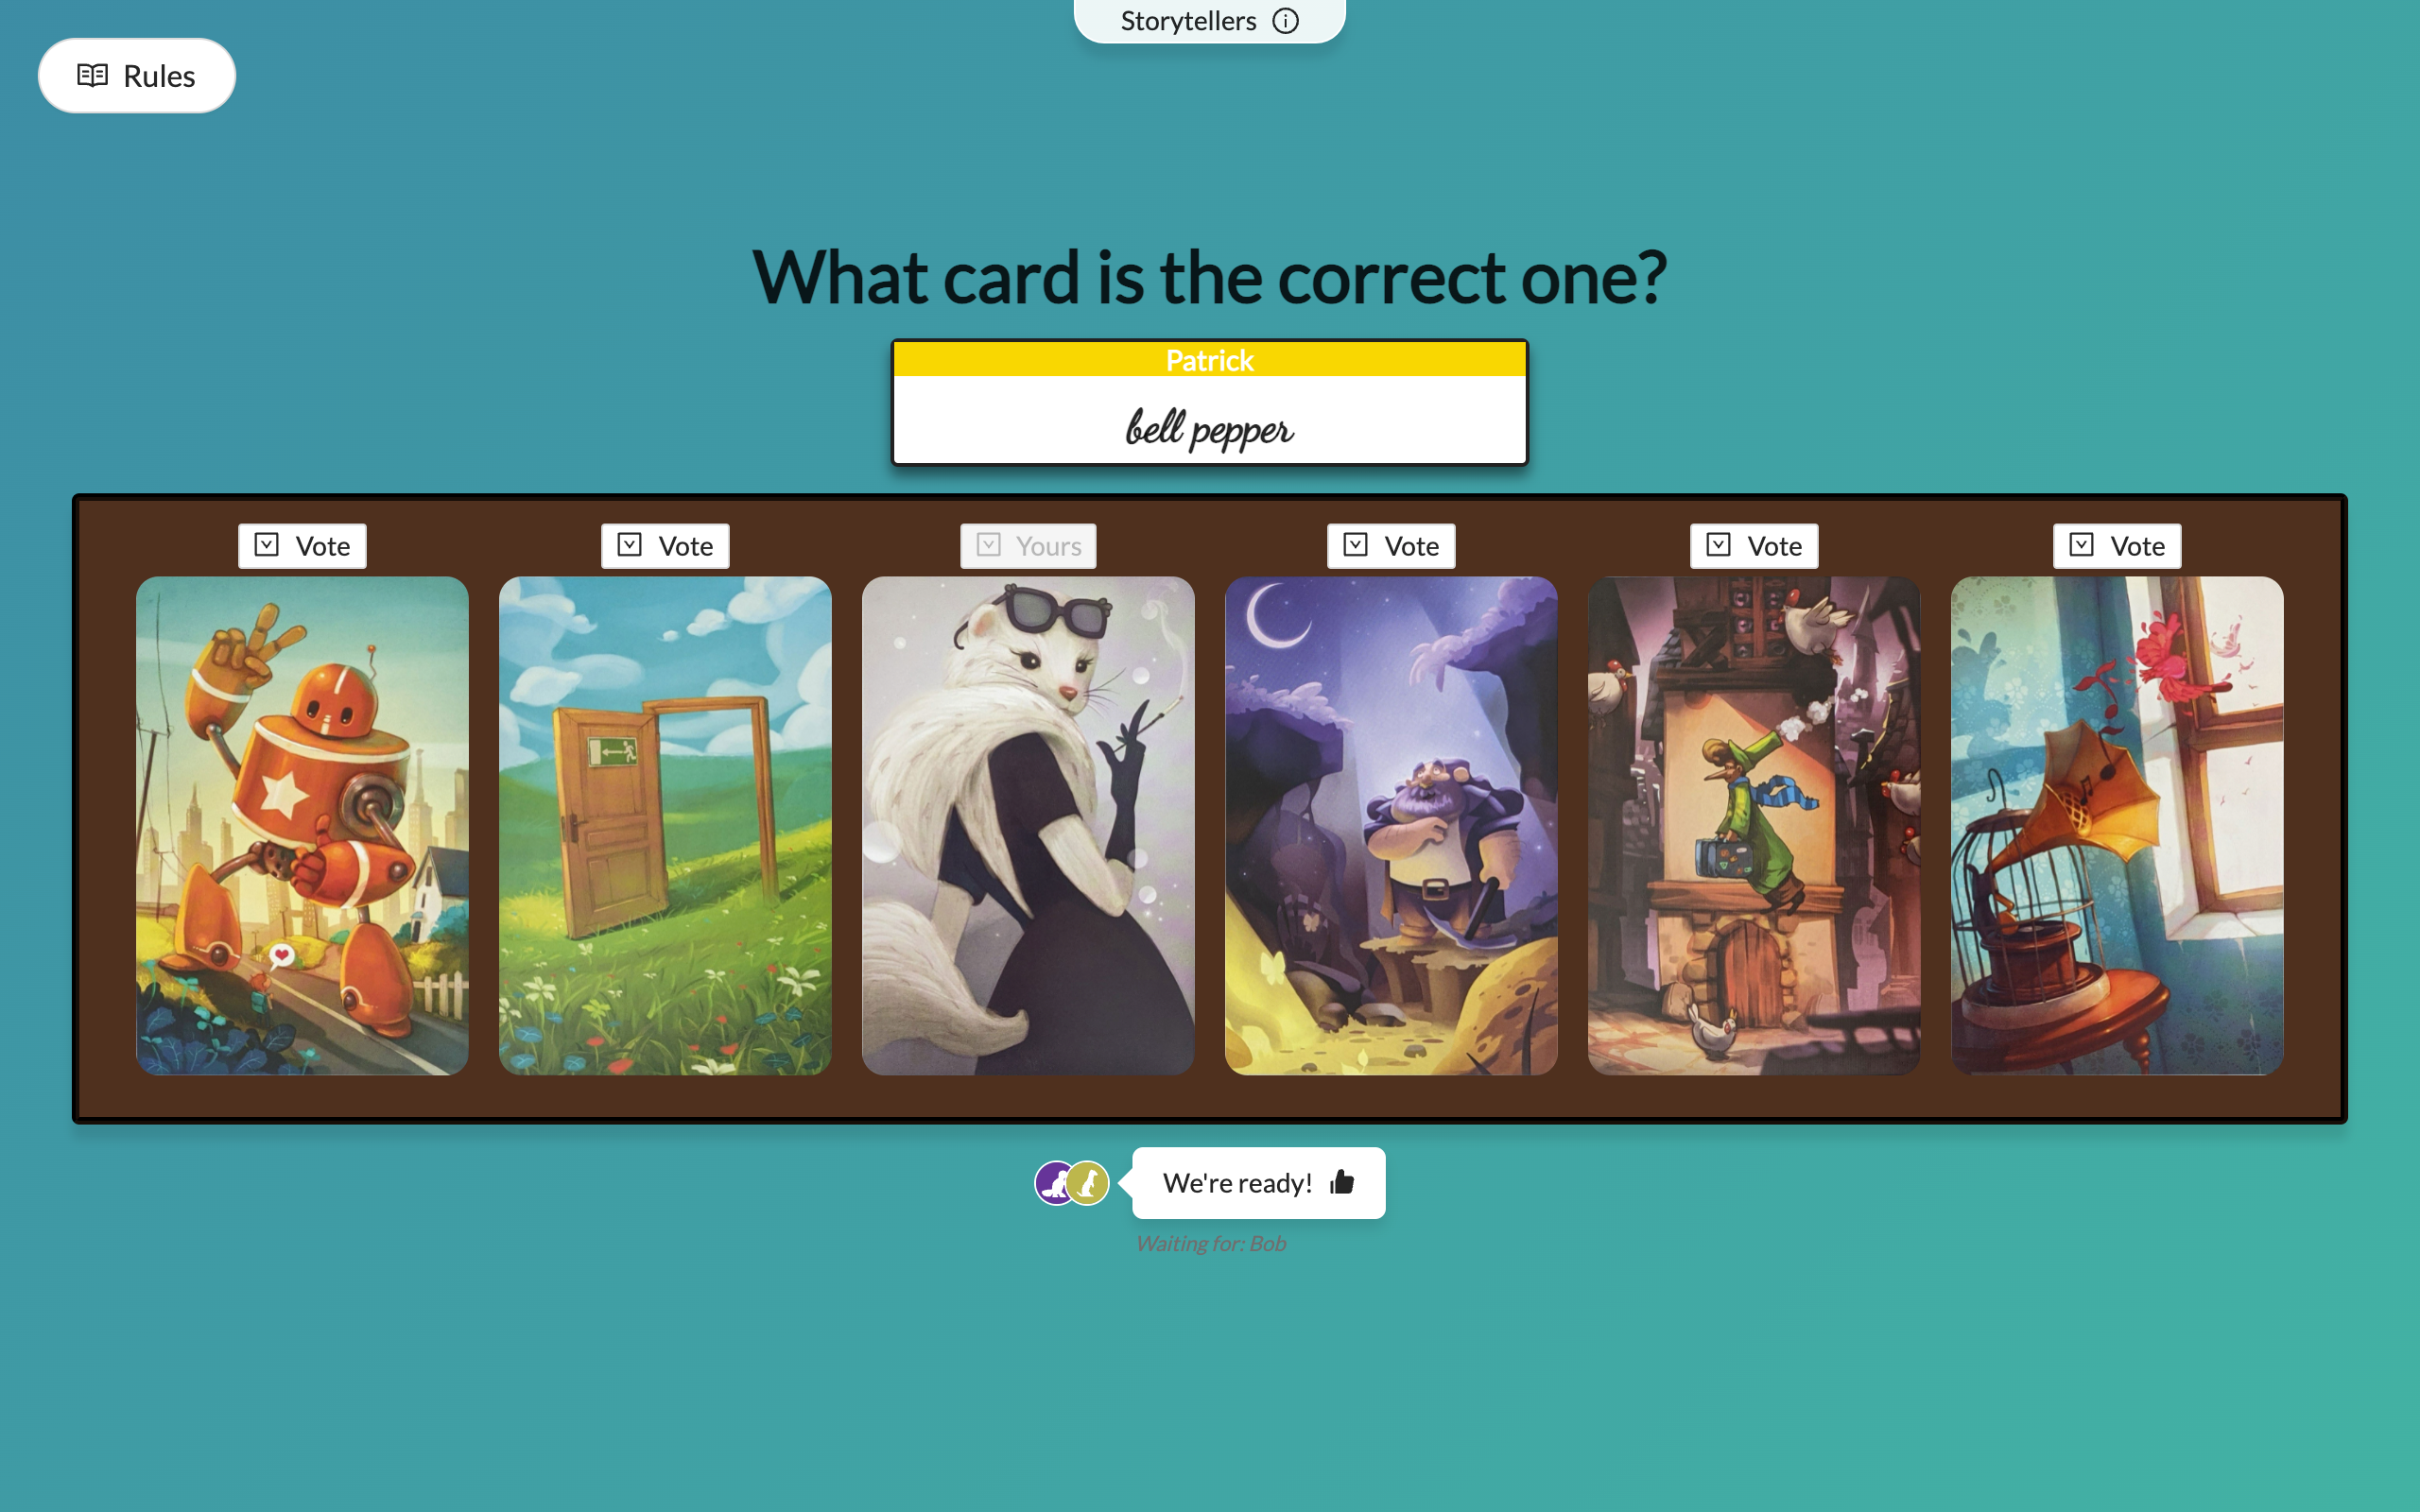 Storytellers
Rules
What card is the correct one?
Patrick
bell pepper
Vote
Vote
Yours
Vote
Vote
Vote
We're ready!
Waiting for: Bob